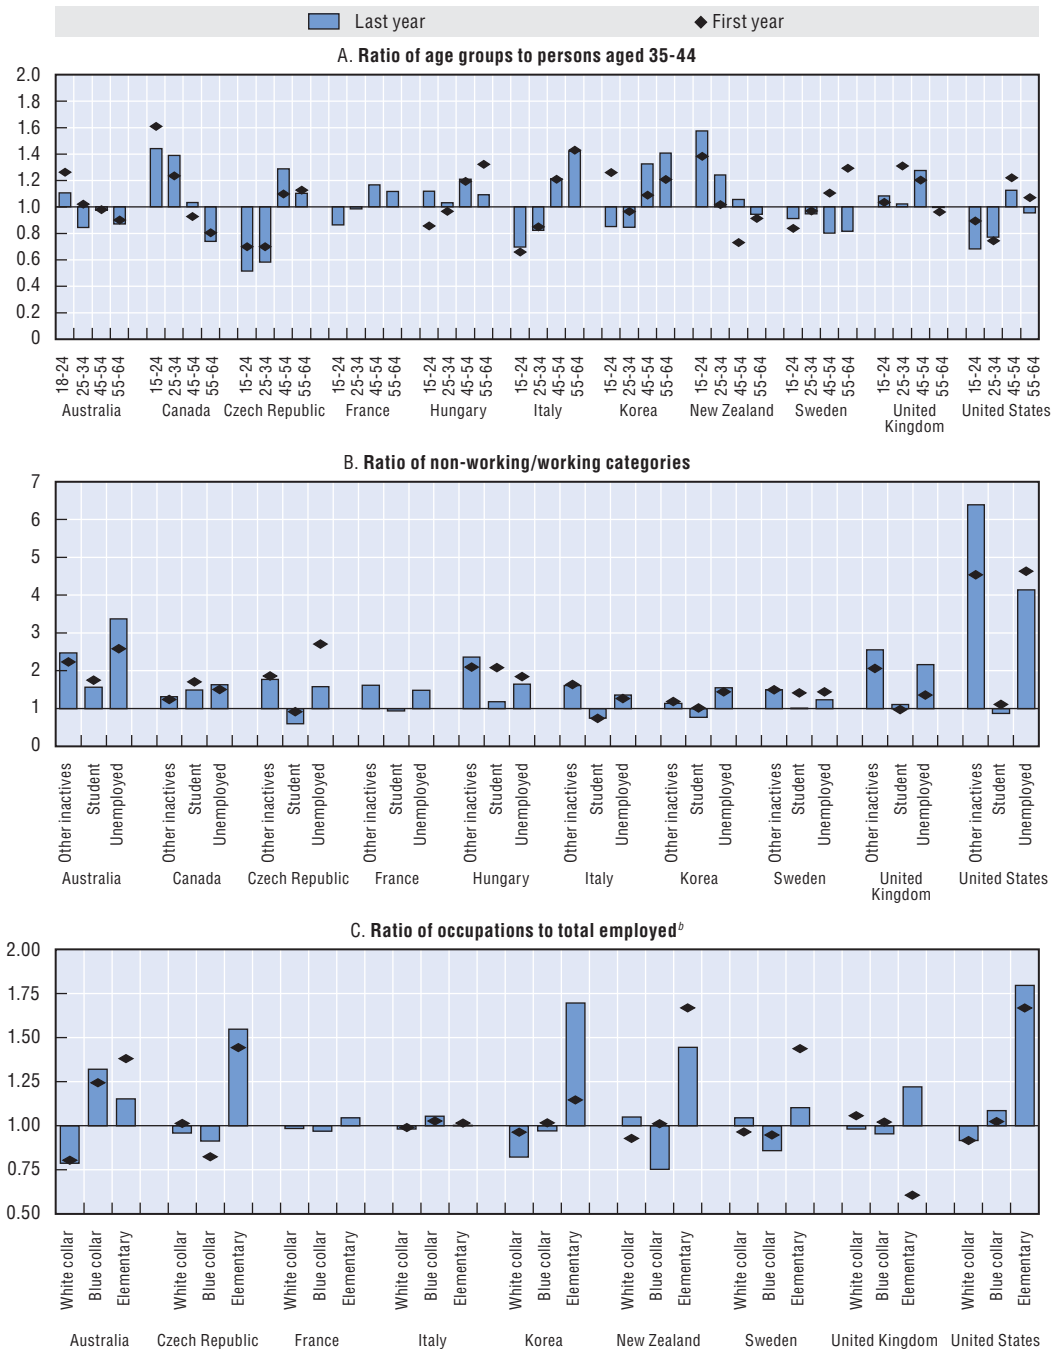 Last year First year
A. Ratio of age groups to persons aged 35-44
2.0
1.8
1.6
1.4
1.2
1.0
0.8
0.6
0.4
0.2
0
18-24 25-34 45-54 55-64 15-24 25-34 45-54 55-64 15-24 25-34 45-54 55-64 15-24 25-34 45-54 55-64 15-24 25-34 45-54 55-64 15-24 25-34 45-54 55-64 15-24 25-34 45-54 55-64 15-24 25-34 45-54 55-64 15-24 25-34 45-54 55-64 15-24 25-34 45-54 55-64 15-24 25-34 45-54 55-64
Australia Canada Czech Republic France Hungary Italy Korea New Zealand Sweden United Kingdom United States
B. Ratio of non-working/working categories
7
6
5
4
3
2
1
0
Other inactives Student Unemployed Other inactives Student Unemployed Other inactives Student Unemployed Other inactives Student Unemployed Other inactives Student Unemployed Other inactives Student Unemployed Other inactives Student Unemployed Other inactives Student Unemployed Other inactives Student Unemployed Other inactives Student Unemployed
Australia Canada Czech Republic France Hungary Italy Korea Sweden United Kingdom United States
C. Ratio of occupations to total employed b
2.00
1.75
1.50
1.25
1.00
0.75
0.50
White collar Blue collar Elementary White collar Blue collar Elementary White collar Blue collar Elementary White collar Blue collar Elementary White collar Blue collar Elementary White collar Blue collar Elementary White collar Blue collar Elementary White collar Blue collar Elementary White collar Blue collar Elementary
Australia Czech Republic France Italy Korea New Zealand Sweden United Kingdom United States